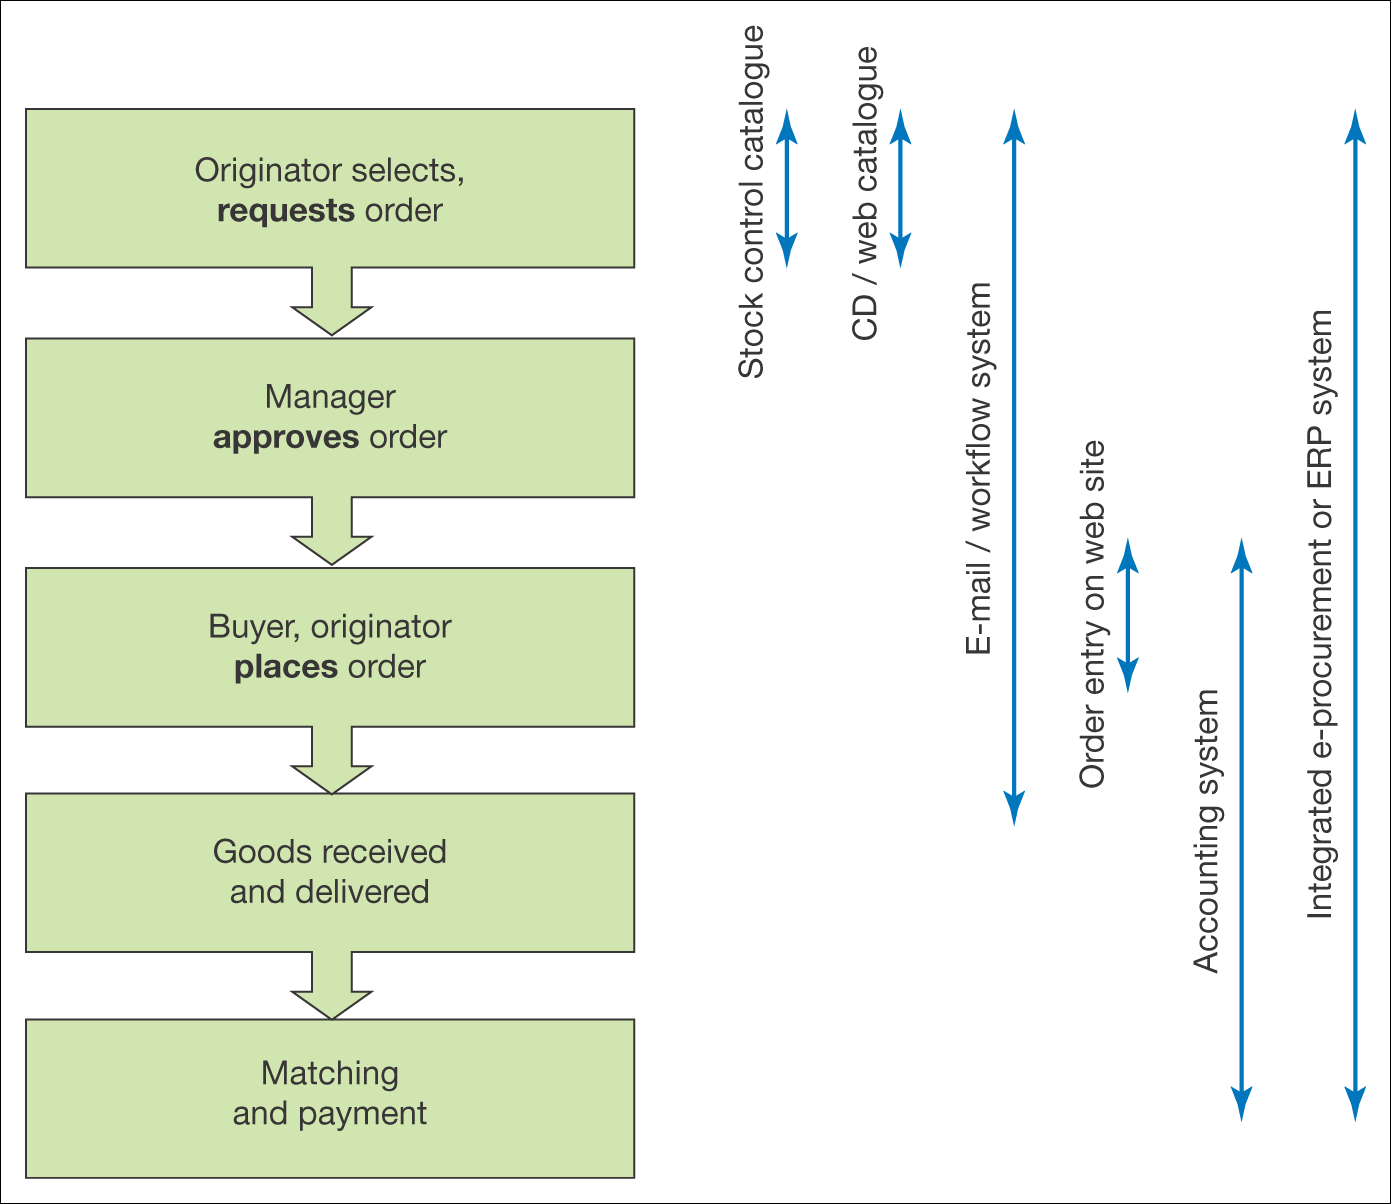 Originator selects,
requests order
Manager
approves order
Buyer, originator
places order
Goods received
and delivered
Matching
and payment
Stock control catalogue
CD / web catalogue
E-mail / workflow system
Order entry on web site
Accounting system
Integrated e-procurement or ERP system